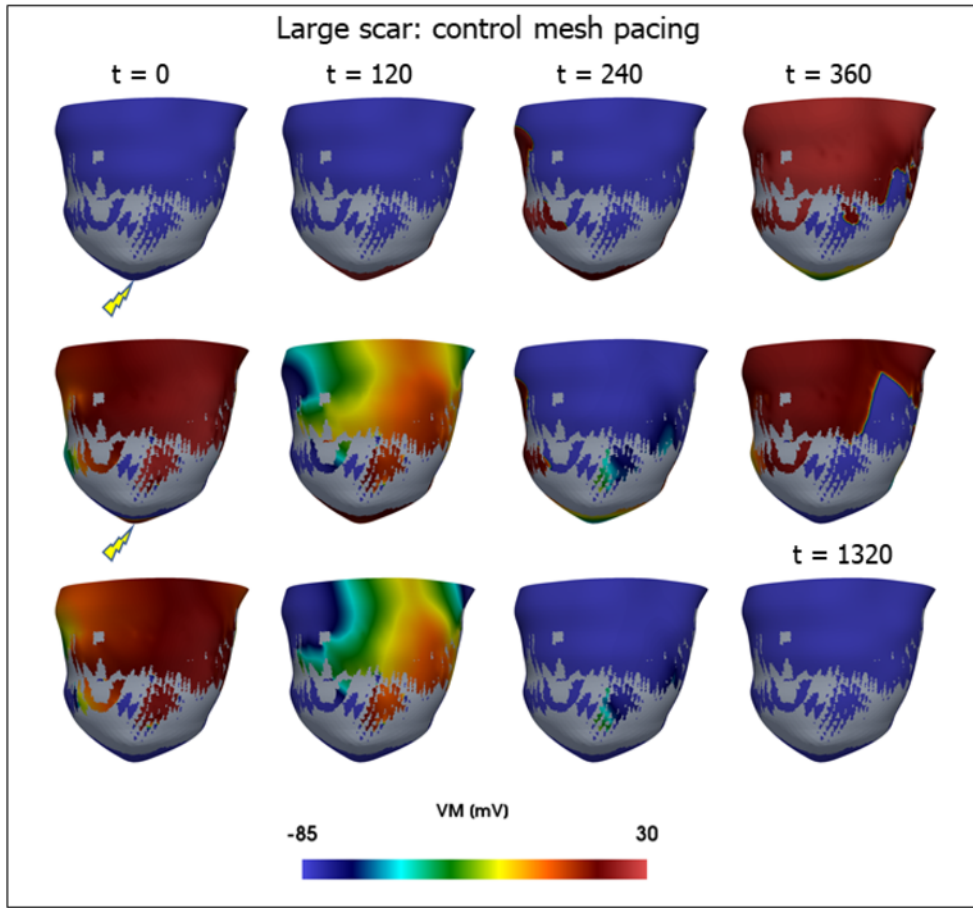 Large scar: control mesh pacing
t = 0
t = 120
t = 240
t = 360
t = 1320
VM (mV)
-85
30